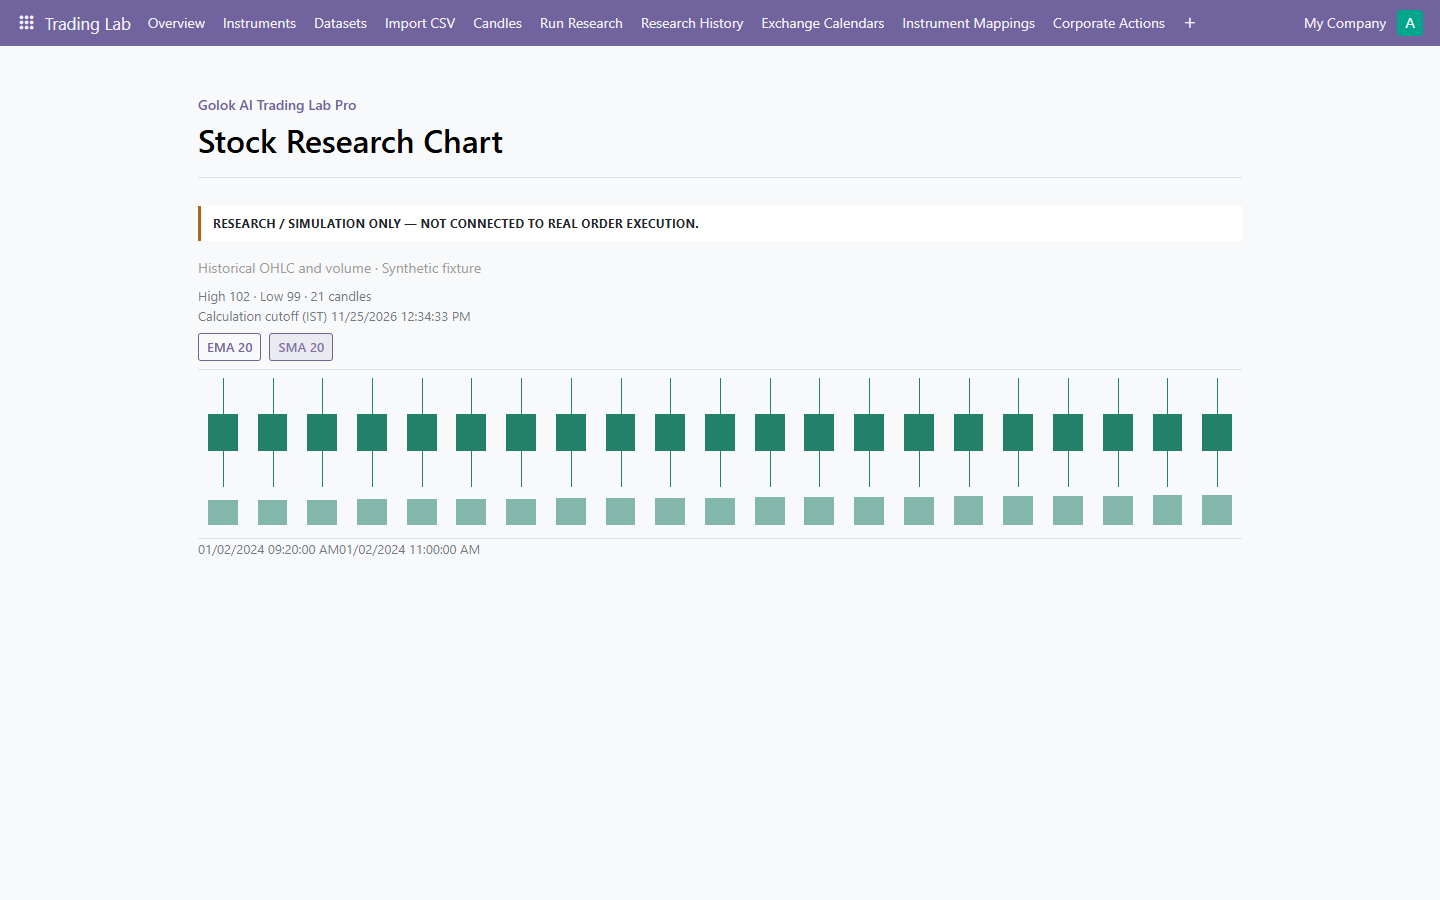 Trading Lab Overview Instruments Datasets Import CSV Candles Run Research Research History Exchange Calendars Instrument Mappings Corporate Actions + My Company A
Golok AI Trading Lab Pro
Stock Research Chart
RESEARCH / SIMULATION ONLY — NOT CONNECTED TO REAL ORDER EXECUTION.
Historical OHLC and volume · Synthetic fixture
High 102 · Low 99 · 21 candles
Calculation cutoff (IST) 11/25/2026 12:34:33 PM
EMA 20 SMA 20
01/02/2024 09:20:00 AM01/02/2024 11:00:00 AM